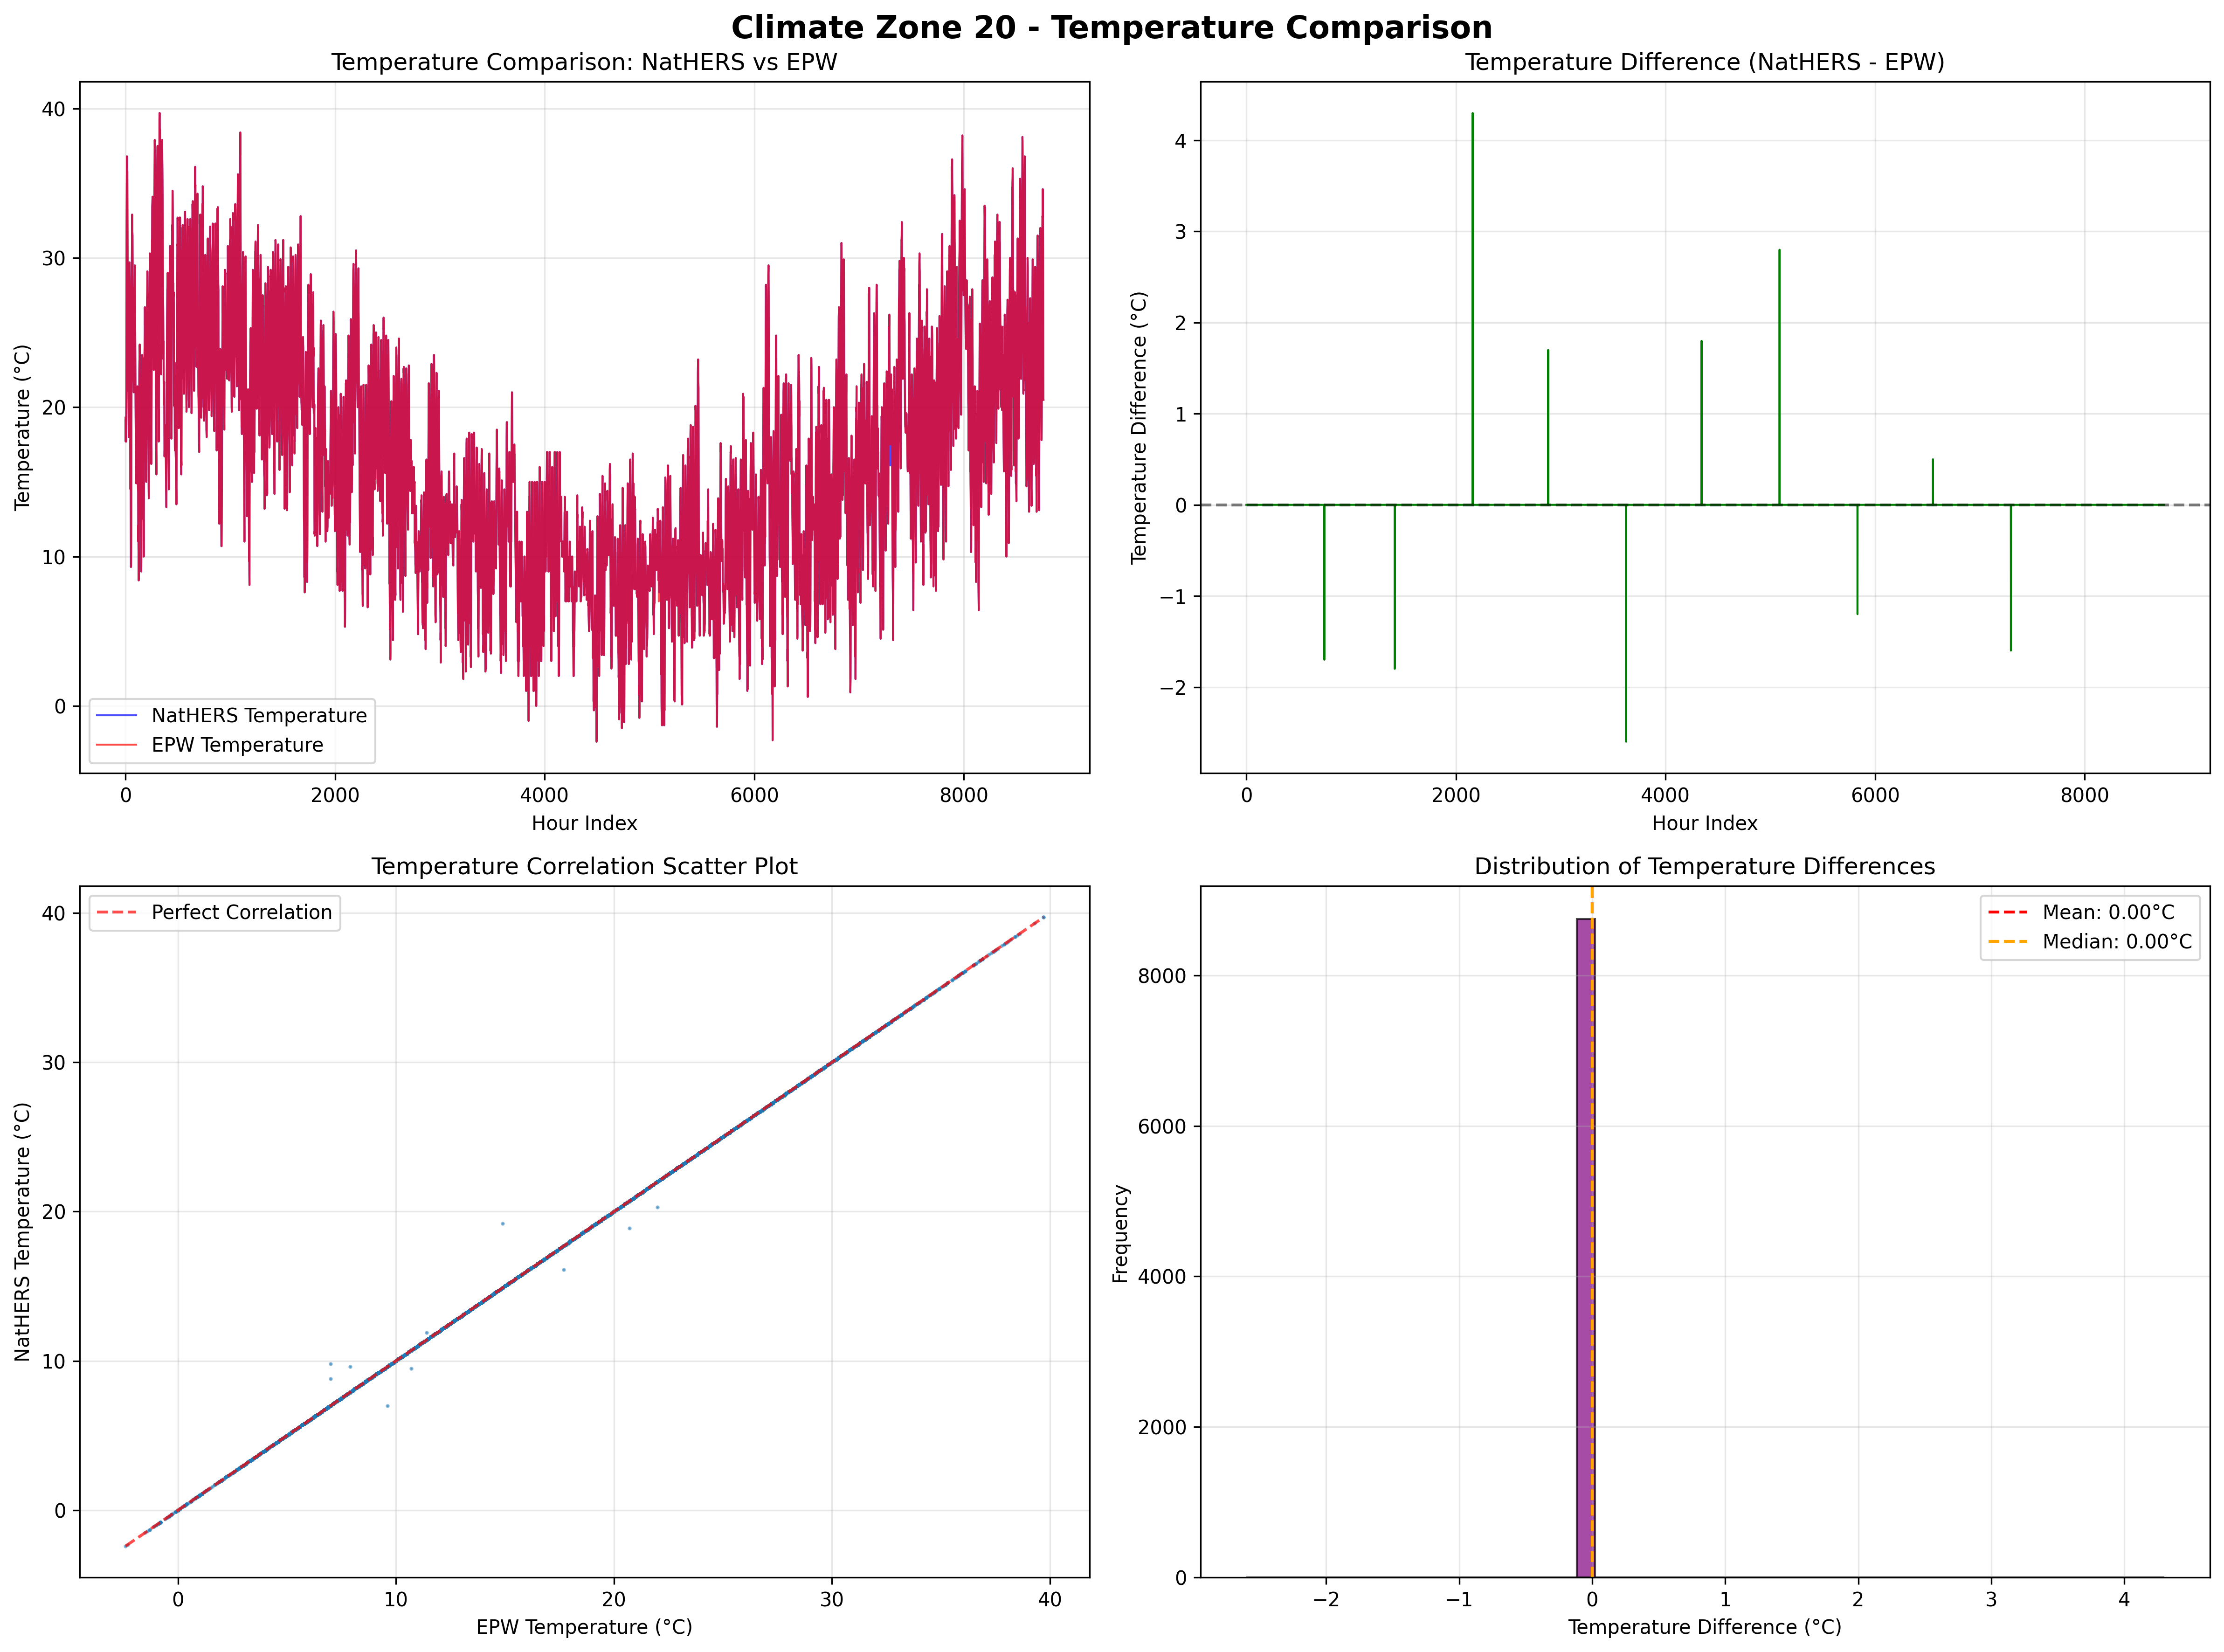 Climate Zone 20 - Temperature Comparison
Temperature Comparison: NatHERS vs EPW
40
30
20
10
0
Temperature (°C)
NatHERS Temperature
EPW Temperature
0 2000 4000 6000 8000
Hour Index
Temperature Difference (NatHERS - EPW)
4
3
2
1
0
−1
−2
Temperature Difference (°C)
0 2000 4000 6000 8000
Hour Index
Temperature Correlation Scatter Plot
Perfect Correlation
40
30
20
10
0
NatHERS Temperature (°C)
0 10 20 30 40
EPW Temperature (°C)
Distribution of Temperature Differences
Mean: 0.00°C
Median: 0.00°C
8000
6000
4000
2000
0
Frequency
−2 −1 0 1 2 3 4
Temperature Difference (°C)